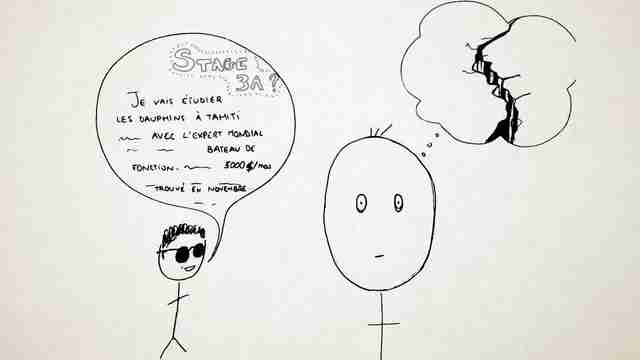 STAGE
3A ?
JE VAIS ÉTUDIER
LES DAUPHINS À TAHITI
AVEC L'EXPERT MONDIAL
BATEAU DE
FONCTION. 5000 $/MOIS
TROUVÉ EN NOVEMBRE